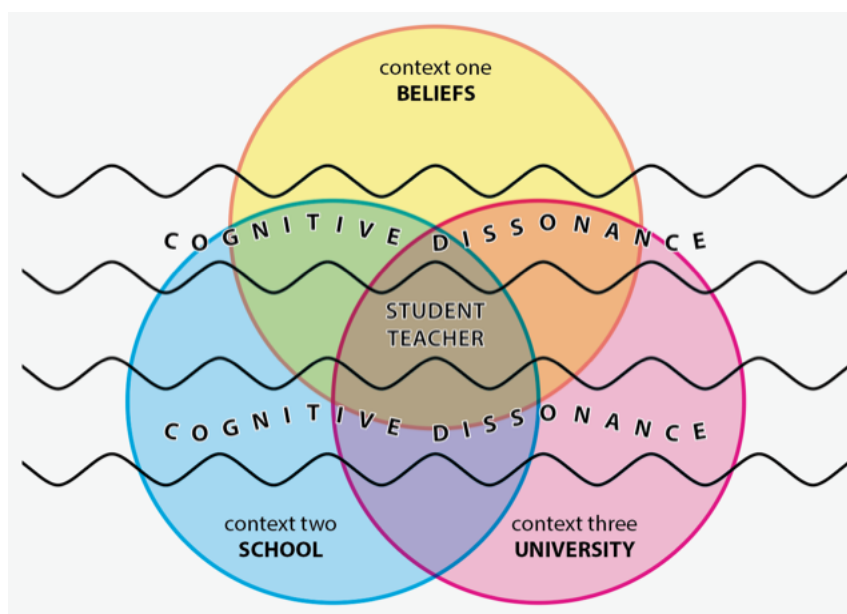 context one
BELIEFS
COGNITIVE DISSONANCE
STUDENT
TEACHER
COGNITIVE DISSONANCE
context two
SCHOOL
context three
UNIVERSITY